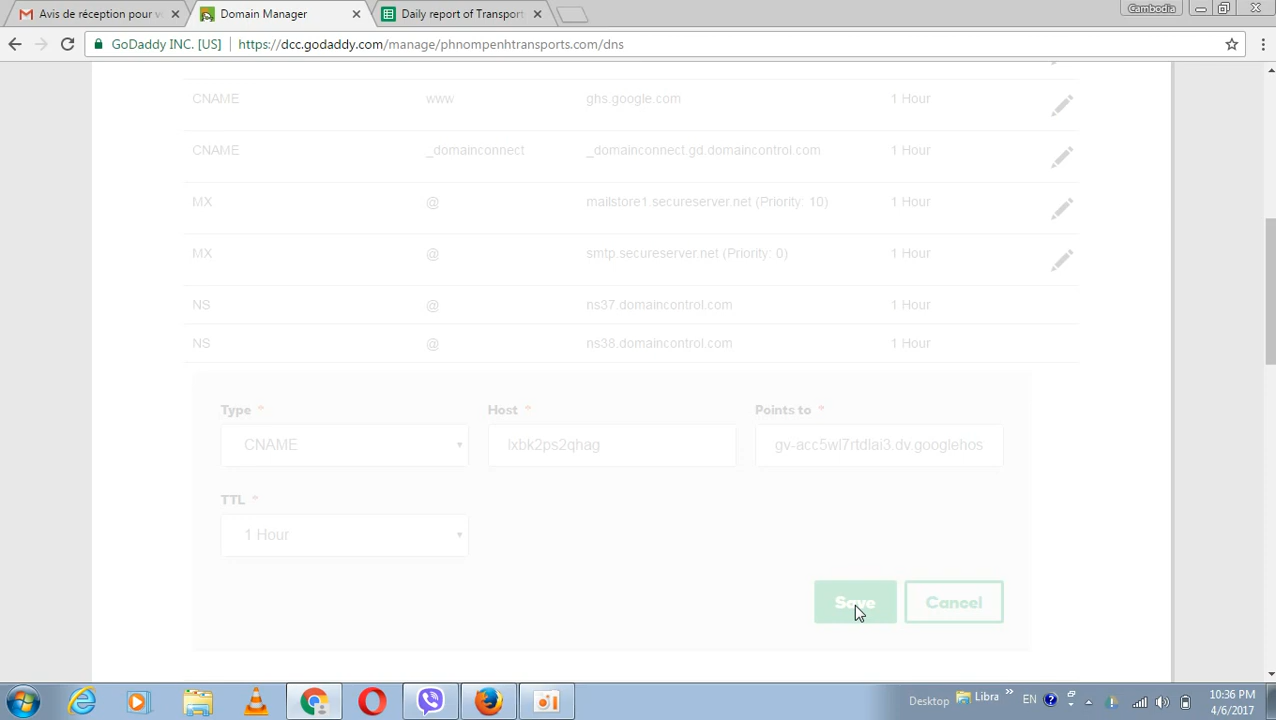 Avis de réception pour v
Domain Manager
Daily report of Transport
Cambodia
GoDaddy INC. [US]
https://dcc.godaddy.com/manage/phnompenhtransports.com/dns
CNAME www ghs.google.com 1 Hour
CNAME _domainconnect _domainconnect.gd.domaincontrol.com 1 Hour
MX @ mailstore1.secureserver.net (Priority: 10) 1 Hour
MX @ smtp.secureserver.net (Priority: 0) 1 Hour
NS @ ns37.domaincontrol.com 1 Hour
NS @ ns38.domaincontrol.com 1 Hour
Type * Host * Points to *
CNAME lxbk2ps2qhag gv-acc5wl7rtdlai3.dv.googlehos
TTL *
1 Hour
Save Cancel
Desktop Libra » EN 10:36 PM
4/6/2017